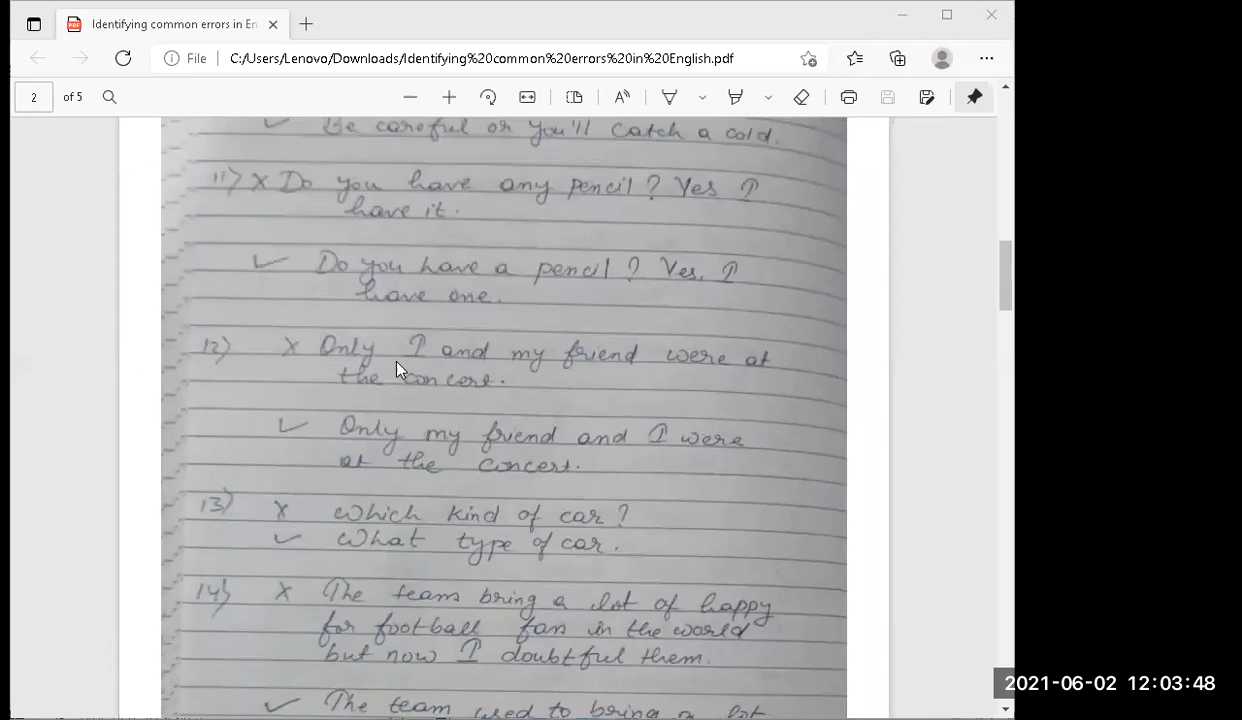 Identifying common errors in En
File
C:/Users/Lenovo/Downloads/Identifying%20common%20errors%20in%20English.pdf
2 of 5
Be careful or you'll catch a cold.
11) X Do you have any pencil? Yes I
have it.
✓ Do you have a pencil? Yes, I
have one.
12) X Only I and my friend were at
the concert.
✓ Only my friend and I were
at the concert.
13) X Which kind of car?
✓ What type of car.
14) X The teams bring a lot of happy
for football fan in the world
but now I doubtful them.
✓ The team used to bring a lot
2021-06-02 12:03:48